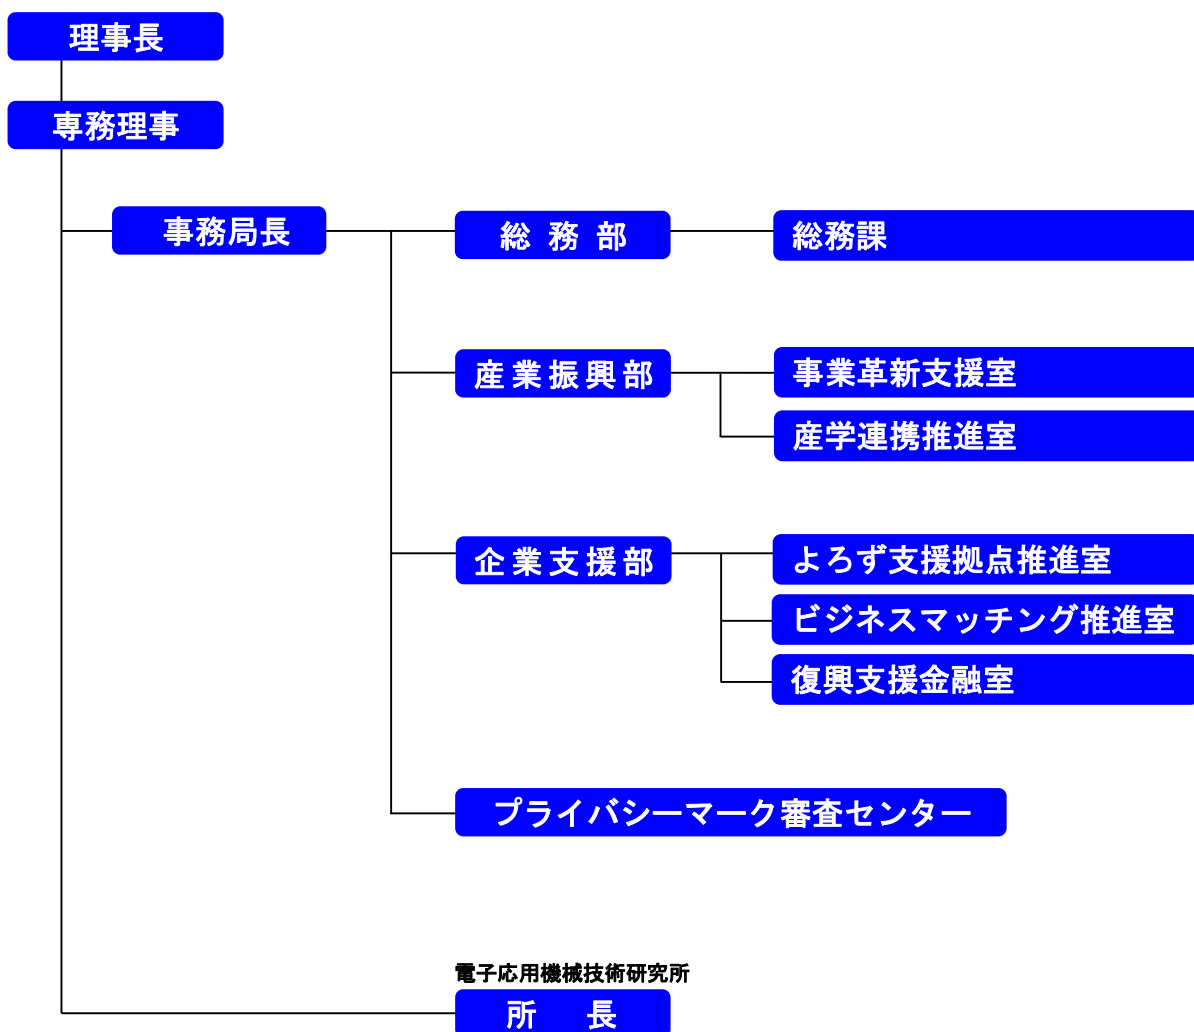 理事長
専務理事
事務局長
総 務 部
総務課
産業振興部
事業革新支援室
産学連携推進室
企業支援部
よろず支援拠点推進室
ビジネスマッチング推進室
復興支援金融室
プライバシーマーク審査センター
電子応用機械技術研究所
所　長